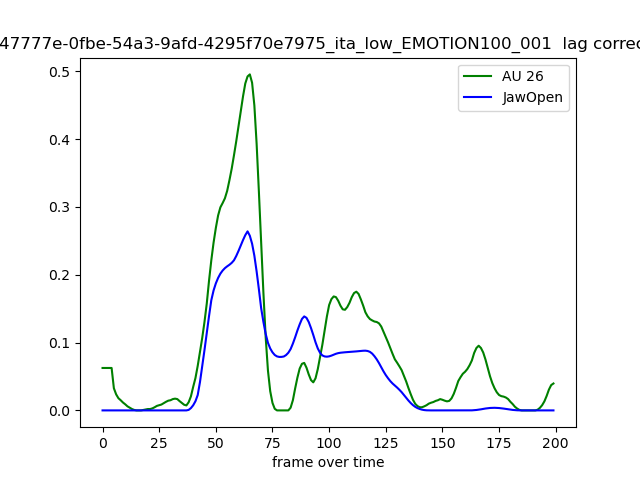 47777e-0fbe-54a3-9afd-4295f70e7975_ita_low_EMOTION100_001  lag correc
AU 26
JawOpen
0.5
0.4
0.3
0.2
0.1
0.0
0 25 50 75 100 125 150 175 200
frame over time